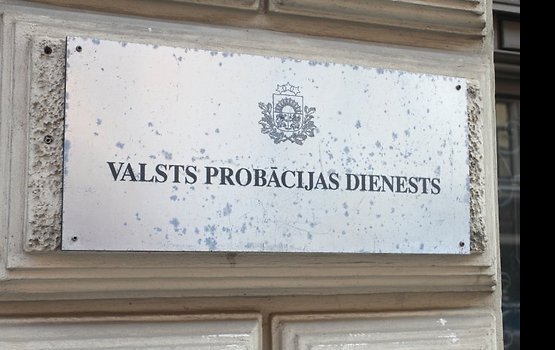 VALSTS PROBĀCIJAS DIENESTS